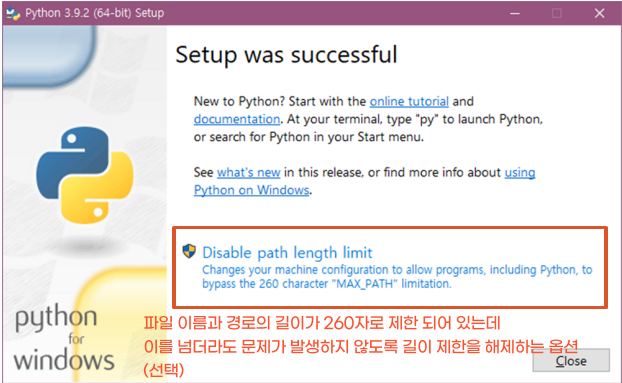 Python 3.9.2 (64-bit) Setup
Setup was successful
New to Python? Start with the online tutorial and
documentation. At your terminal, type "py" to launch Python,
or search for Python in your Start menu.
See what's new in this release, or find more info about using
Python on Windows.
Disable path length limit
Changes your machine configuration to allow programs, including Python, to
bypass the 260 character "MAX_PATH" limitation.
python
for
windows
파일 이름과 경로의 길이가 260자로 제한 되어 있는데
이를 넘더라도 문제가 발생하지 않도록 길이 제한을 해제하는 옵션
(선택)
Close